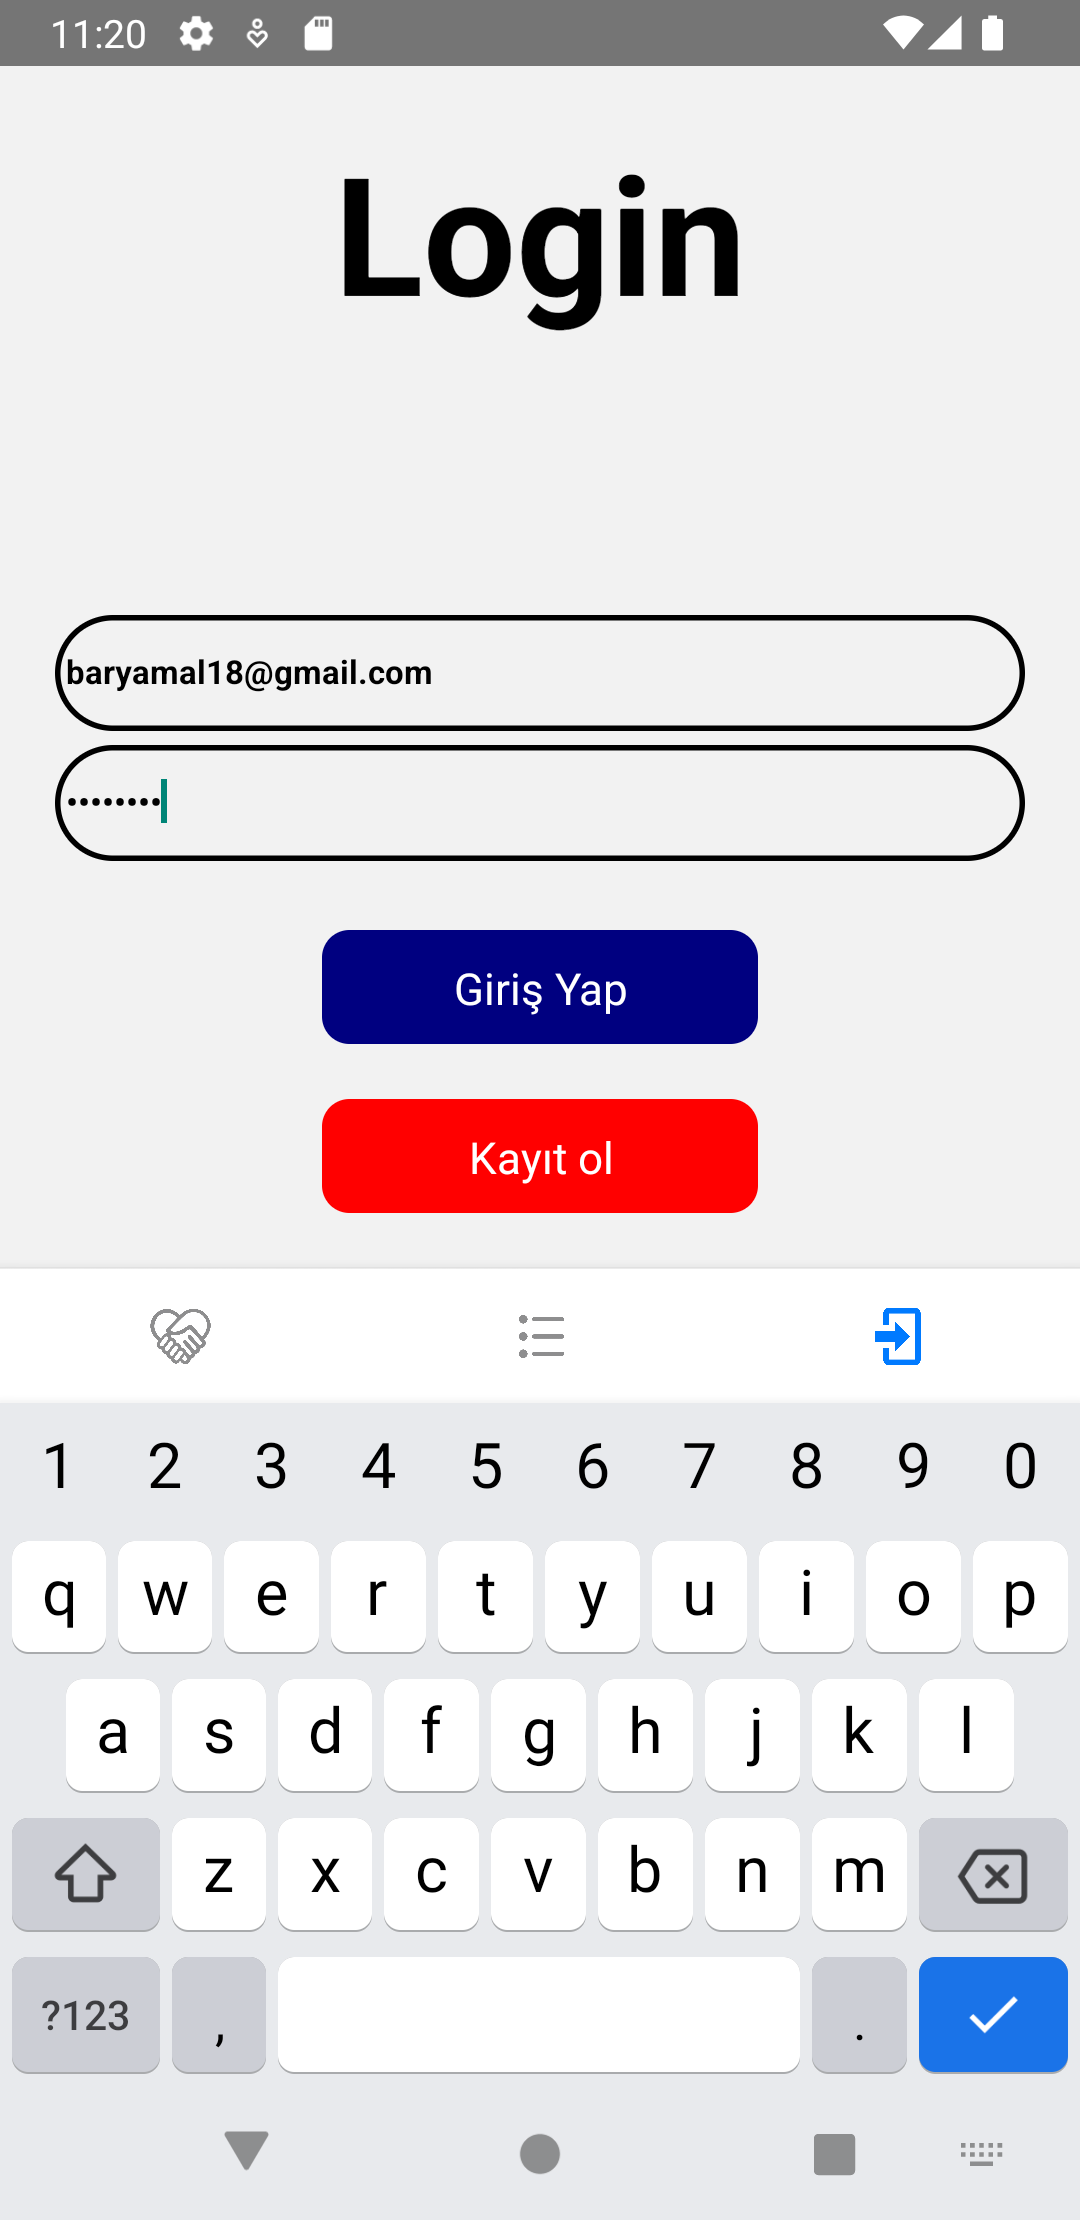 11:20
Login
baryamal18@gmail.com
••••••••
Giriş Yap
Kayıt ol
1 2 3 4 5 6 7 8 9 0
q w e r t y u i o p
a s d f g h j k l
z x c v b n m
?123 , .